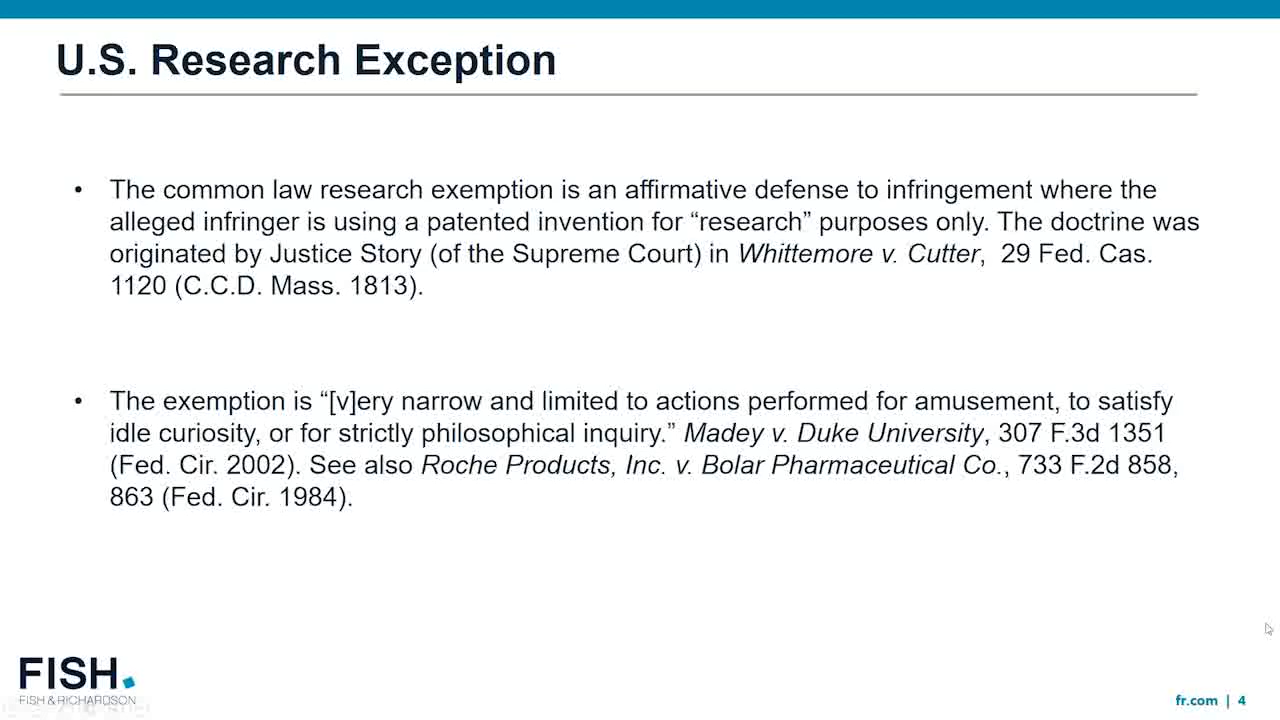 U.S. Research Exception
• The common law research exemption is an affirmative defense to infringement where the
alleged infringer is using a patented invention for “research” purposes only. The doctrine was
originated by Justice Story (of the Supreme Court) in Whittemore v. Cutter, 29 Fed. Cas.
1120 (C.C.D. Mass. 1813).
• The exemption is “[v]ery narrow and limited to actions performed for amusement, to satisfy
idle curiosity, or for strictly philosophical inquiry.” Madey v. Duke University, 307 F.3d 1351
(Fed. Cir. 2002). See also Roche Products, Inc. v. Bolar Pharmaceutical Co., 733 F.2d 858,
863 (Fed. Cir. 1984).
FISH.
FISH & RICHARDSON
fr.com | 4